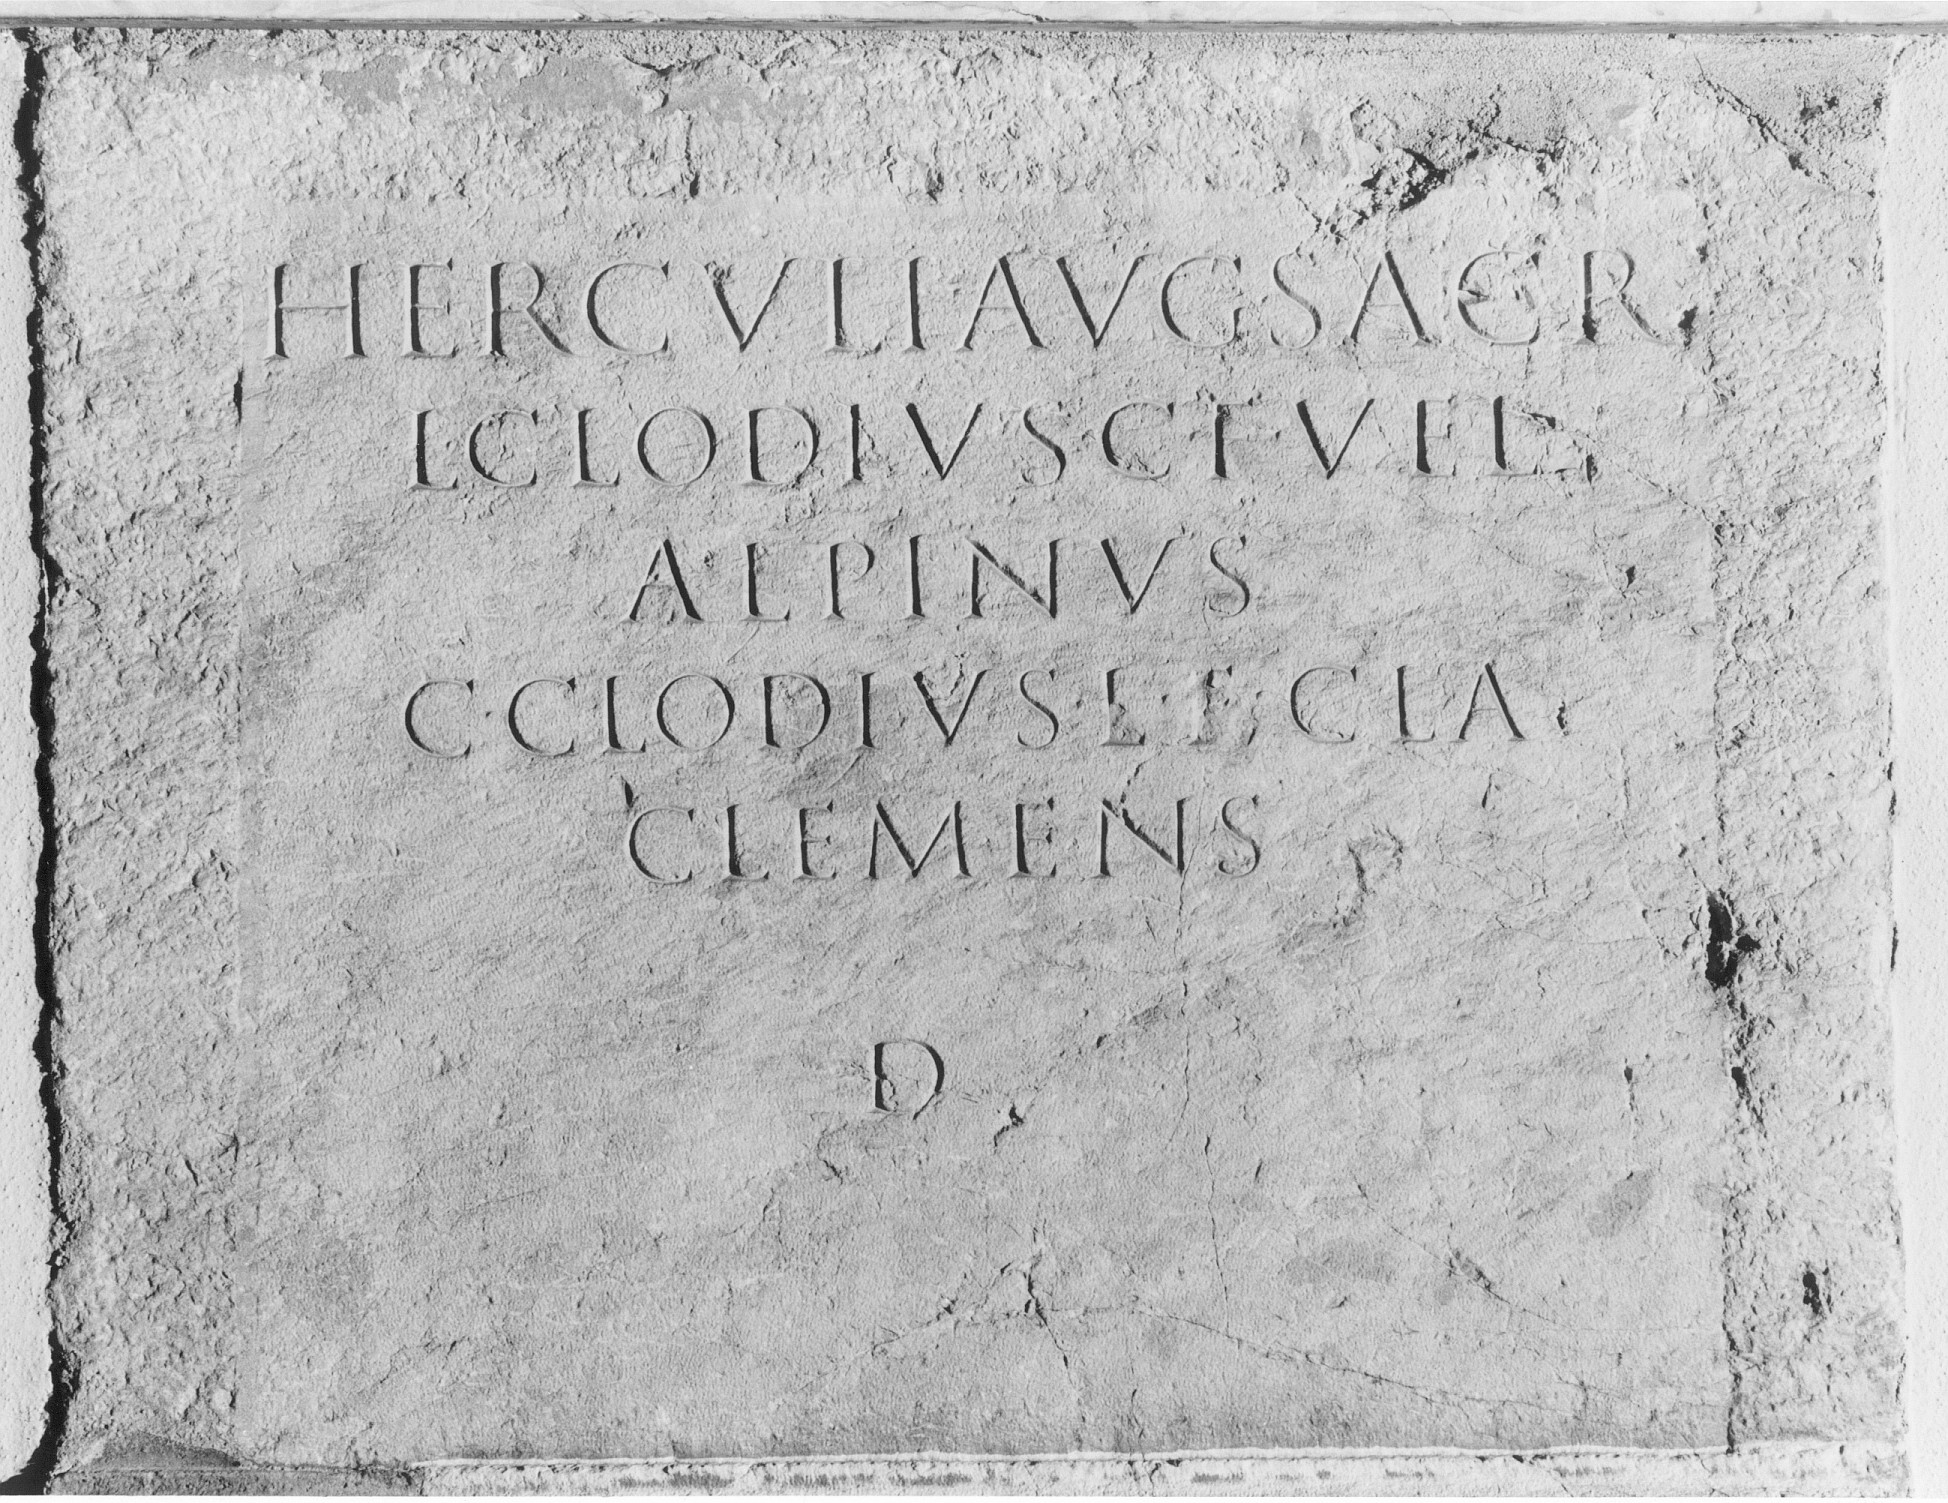 HERCVLI AVG SACR
L CLODIVS C F VEL
ALPINVS
C·CLODIVS L·F·CLA
CLEMENS
D